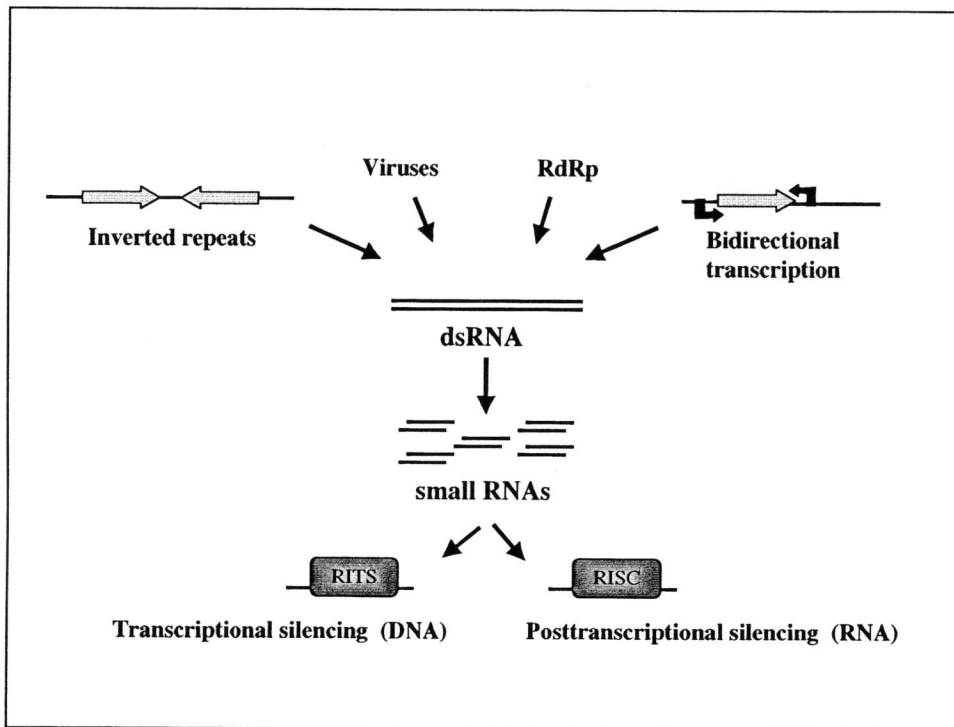 Viruses
RdRp
Inverted repeats
Bidirectional
transcription
dsRNA
small RNAs
RITS
RISC
Transcriptional silencing (DNA)
Posttranscriptional silencing (RNA)